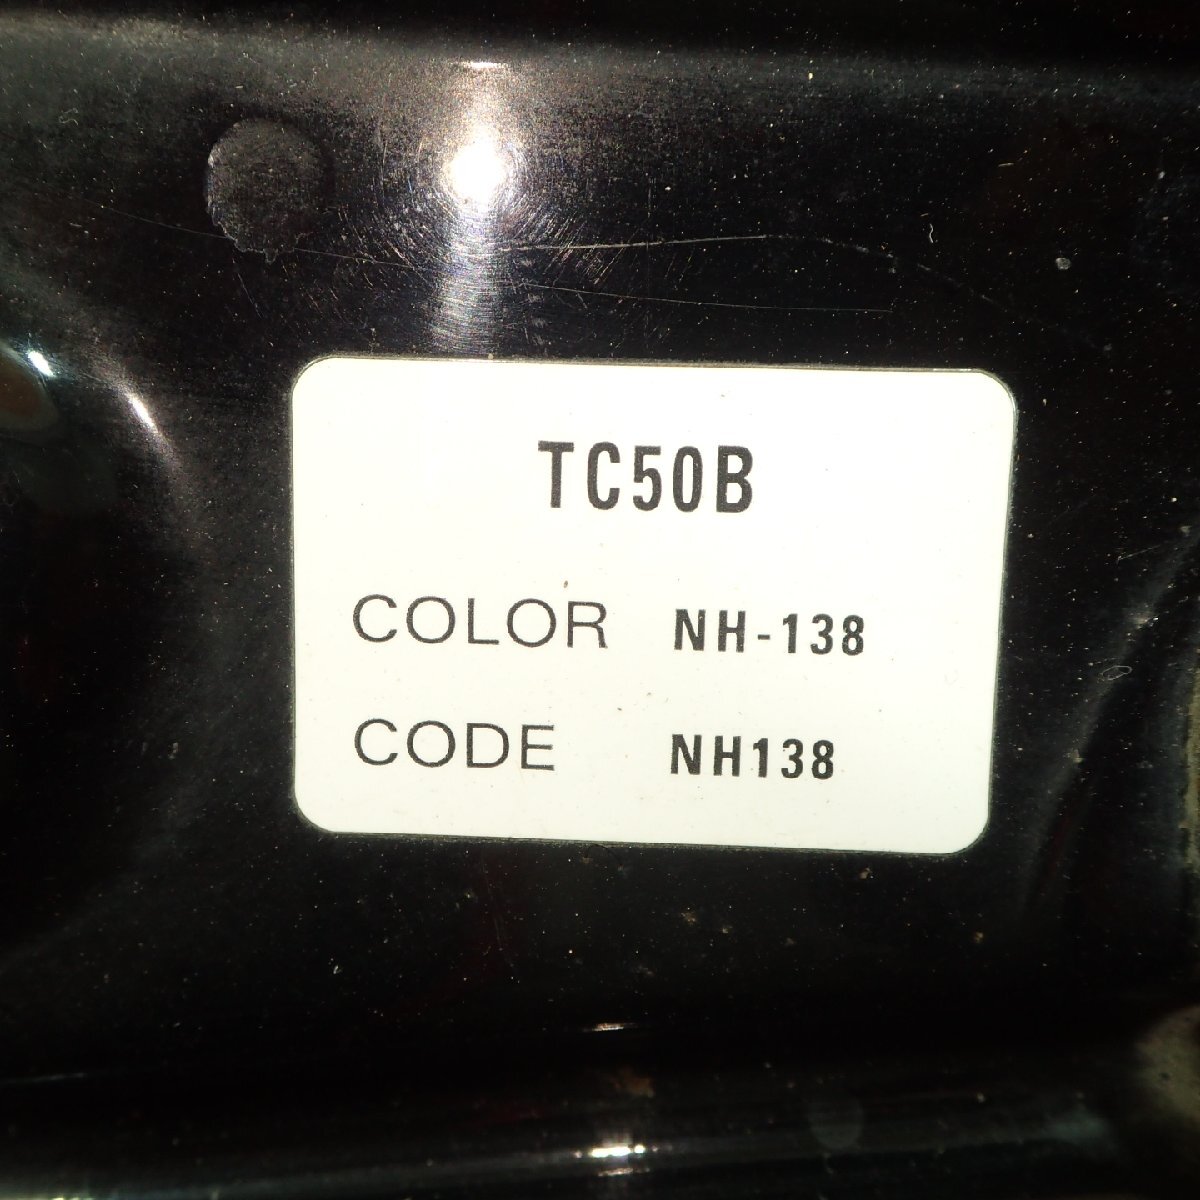 TC50B
COLOR NH-138
CODE NH138